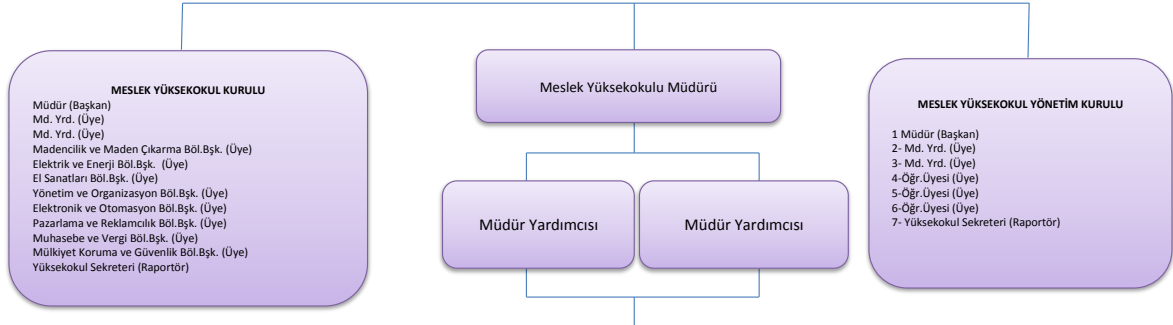 MESLEK YÜKSEKOKUL KURULU
Müdür (Başkan)
Md. Yrd. (Üye)
Md. Yrd. (Üye)
Madencilik ve Maden Çıkarma Böl.Bşk. (Üye)
Elektrik ve Enerji Böl.Bşk. (Üye)
El Sanatları Böl.Bşk. (Üye)
Yönetim ve Organizasyon Böl.Bşk. (Üye)
Elektronik ve Otomasyon Böl.Bşk. (Üye)
Pazarlama ve Reklamcılık Böl.Bşk. (Üye)
Muhasebe ve Vergi Böl.Bşk. (Üye)
Mülkiyet Koruma ve Güvenlik Böl.Bşk. (Üye)
Yüksekokul Sekreteri (Raportör)
Meslek Yüksekokulu Müdürü
Müdür Yardımcısı
Müdür Yardımcısı
MESLEK YÜKSEKOKUL YÖNETİM KURULU
1 Müdür (Başkan)
2- Md. Yrd. (Üye)
3- Md. Yrd. (Üye)
4-Öğr.Üyesi (Üye)
5-Öğr.Üyesi (Üye)
6-Öğr.Üyesi (Üye)
7- Yüksekokul Sekreteri (Raportör)